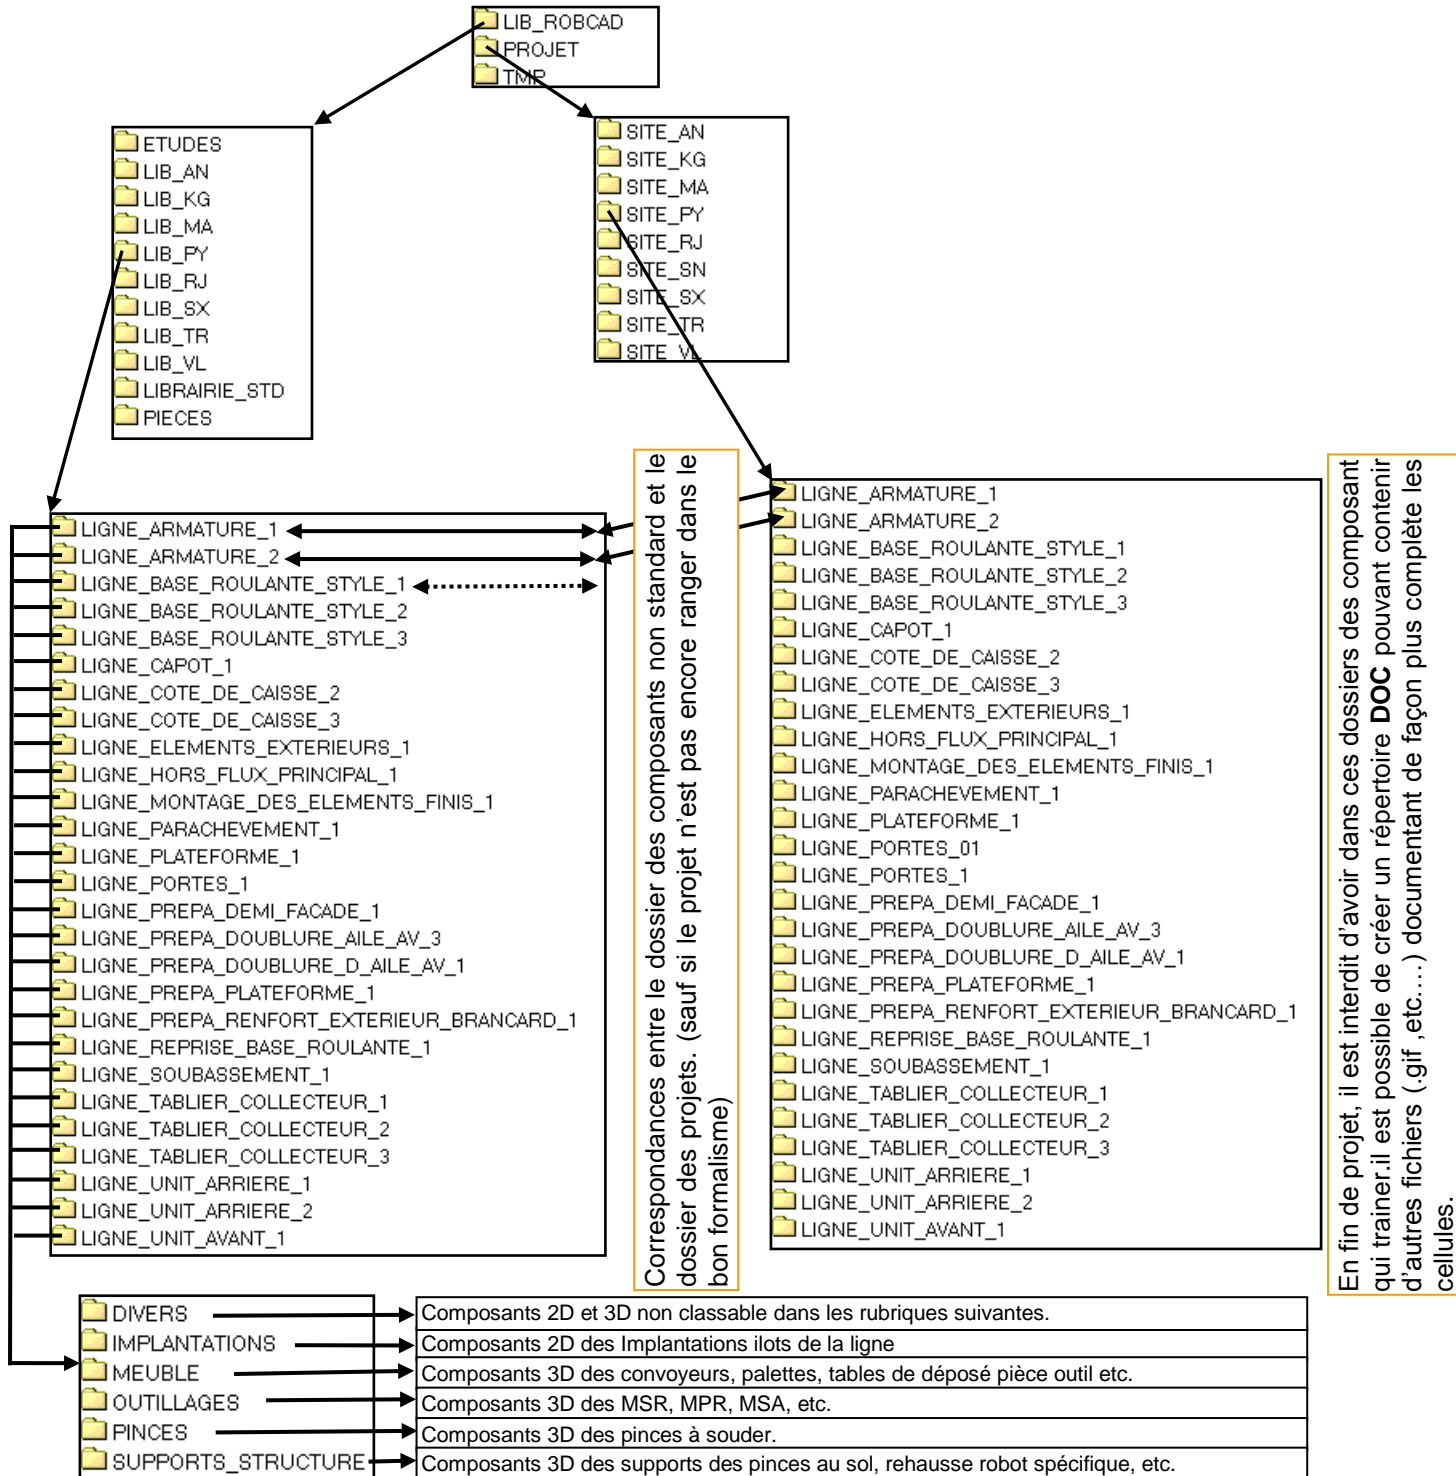 LIB_ROBCAD
PROJET
TMP
ETUDES
LIB_AN
LIB_KG
LIB_MA
LIB_PY
LIB_RJ
LIB_SX
LIB_TR
LIB_VL
LIBRAIRIE_STD
PIECES
SITE_AN
SITE_KG
SITE_MA
SITE_PY
SITE_RJ
SITE_SN
SITE_SX
SITE_TR
SITE_VL
LIGNE_ARMATURE_1
LIGNE_ARMATURE_2
LIGNE_BASE_ROULANTE_STYLE_1
LIGNE_BASE_ROULANTE_STYLE_2
LIGNE_BASE_ROULANTE_STYLE_3
LIGNE_CAPOT_1
LIGNE_COTE_DE_CAISSE_2
LIGNE_COTE_DE_CAISSE_3
LIGNE_ELEMENTS_EXTERIEURS_1
LIGNE_HORS_FLUX_PRINCIPAL_1
LIGNE_MONTAGE_DES_ELEMENTS_FINIS_1
LIGNE_PARACHEVEMENT_1
LIGNE_PLATEFORME_1
LIGNE_PORTES_1
LIGNE_PREPA_DEMI_FACADE_1
LIGNE_PREPA_DOUBLURE_AILE_AV_3
LIGNE_PREPA_DOUBLURE_D_AILE_AV_1
LIGNE_PREPA_PLATEFORME_1
LIGNE_PREPA_RENFORT_EXTERIEUR_BRANCARD_1
LIGNE_REPRISE_BASE_ROULANTE_1
LIGNE_SOUBASSEMENT_1
LIGNE_TABLIER_COLLECTEUR_1
LIGNE_TABLIER_COLLECTEUR_2
LIGNE_TABLIER_COLLECTEUR_3
LIGNE_UNIT_ARRIERE_1
LIGNE_UNIT_ARRIERE_2
LIGNE_UNIT_AVANT_1
Correspondances entre le dossier des composants non standard et le
dossier des projets. (sauf si le projet n'est pas encore ranger dans le
bon formalisme)
LIGNE_ARMATURE_1
LIGNE_ARMATURE_2
LIGNE_BASE_ROULANTE_STYLE_1
LIGNE_BASE_ROULANTE_STYLE_2
LIGNE_BASE_ROULANTE_STYLE_3
LIGNE_CAPOT_1
LIGNE_COTE_DE_CAISSE_2
LIGNE_COTE_DE_CAISSE_3
LIGNE_ELEMENTS_EXTERIEURS_1
LIGNE_HORS_FLUX_PRINCIPAL_1
LIGNE_MONTAGE_DES_ELEMENTS_FINIS_1
LIGNE_PARACHEVEMENT_1
LIGNE_PLATEFORME_1
LIGNE_PORTES_01
LIGNE_PORTES_1
LIGNE_PREPA_DEMI_FACADE_1
LIGNE_PREPA_DOUBLURE_AILE_AV_3
LIGNE_PREPA_DOUBLURE_D_AILE_AV_1
LIGNE_PREPA_PLATEFORME_1
LIGNE_PREPA_RENFORT_EXTERIEUR_BRANCARD_1
LIGNE_REPRISE_BASE_ROULANTE_1
LIGNE_SOUBASSEMENT_1
LIGNE_TABLIER_COLLECTEUR_1
LIGNE_TABLIER_COLLECTEUR_2
LIGNE_TABLIER_COLLECTEUR_3
LIGNE_UNIT_ARRIERE_1
LIGNE_UNIT_ARRIERE_2
LIGNE_UNIT_AVANT_1
En fin de projet, il est interdit d'avoir dans ces dossiers des composant
qui trainer.il est possible de créer un répertoire DOC pouvant contenir
d'autres fichiers (.gif ,etc….) documentant de façon plus complète les
cellules.
DIVERS
Composants 2D et 3D non classable dans les rubriques suivantes.
IMPLANTATIONS
Composants 2D des Implantations ilots de la ligne
MEUBLE
Composants 3D des convoyeurs, palettes, tables de déposé pièce outil etc.
OUTILLAGES
Composants 3D des MSR, MPR, MSA, etc.
PINCES
Composants 3D des pinces à souder.
SUPPORTS_STRUCTURE
Composants 3D des supports des pinces au sol, rehausse robot spécifique, etc.